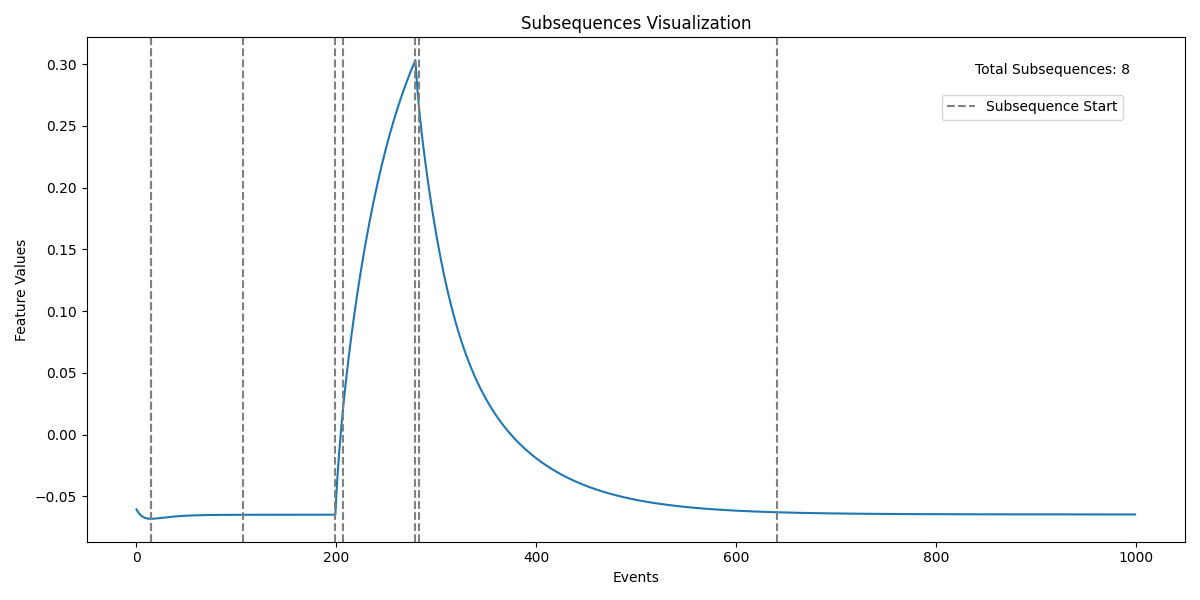 Subsequences Visualization
Total Subsequences: 8
Subsequence Start
Feature Values
0.30
0.25
0.20
0.15
0.10
0.05
0.00
−0.05
0
200
400
600
800
1000
Events